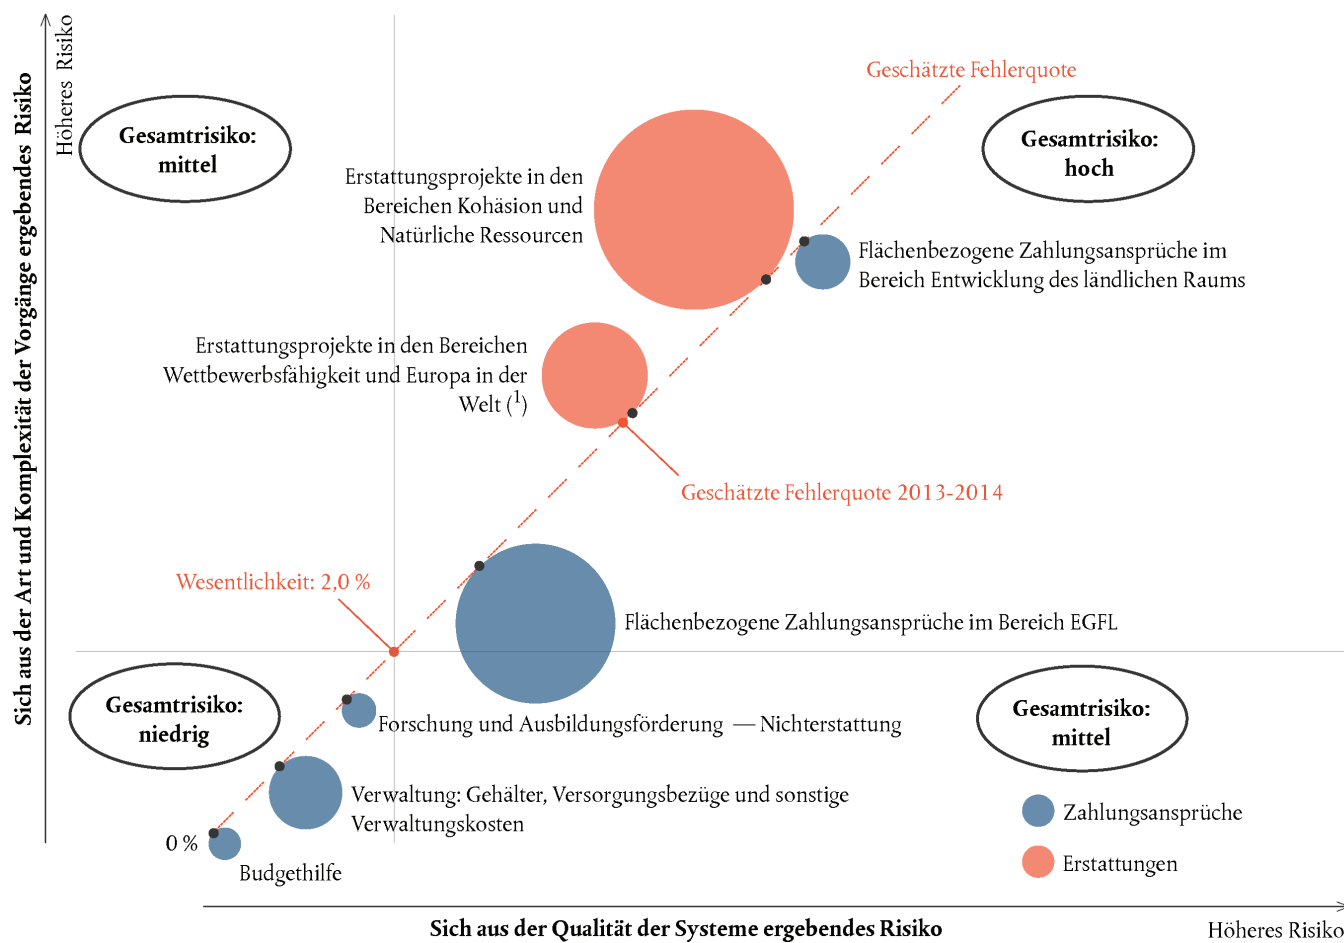 Höheres Risiko
Sich aus der Art und Komplexität der Vorgänge ergebendes Risiko
Gesamtrisiko:
mittel
Geschätzte Fehlerquote
Gesamtrisiko:
hoch
Erstattungsprojekte in den
Bereichen Kohäsion und
Natürliche Ressourcen
Flächenbezogene Zahlungsansprüche im
Bereich Entwicklung des ländlichen Raums
Erstattungsprojekte in den Bereichen
Wettbewerbsfähigkeit und Europa in der
Welt (1)
Geschätzte Fehlerquote 2013-2014
Wesentlichkeit: 2,0 %
Flächenbezogene Zahlungsansprüche im Bereich EGFL
Gesamtrisiko:
niedrig
Gesamtrisiko:
mittel
Forschung und Ausbildungsförderung — Nichterstattung
Verwaltung: Gehälter, Versorgungsbezüge und sonstige
Verwaltungskosten
0 %
Budgethilfe
Zahlungsansprüche
Erstattungen
Sich aus der Qualität der Systeme ergebendes Risiko
Höheres Risiko